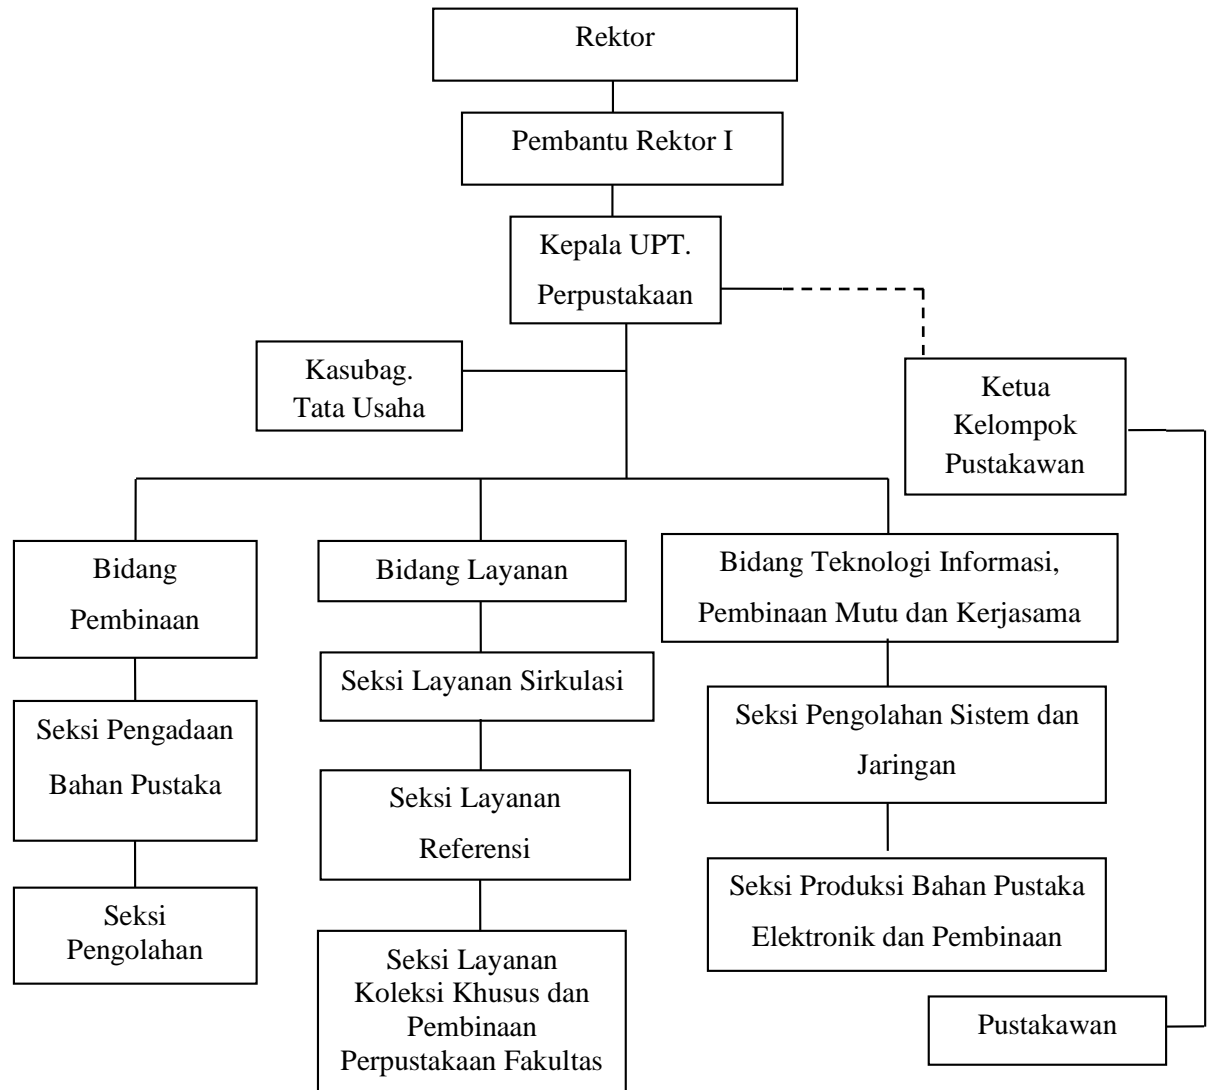 Rektor
Pembantu Rektor I
Kepala UPT.
Perpustakaan
Kasubag.
Tata Usaha
Ketua
Kelompok
Pustakawan
Bidang
Pembinaan
Bidang Layanan
Bidang Teknologi Informasi,
Pembinaan Mutu dan Kerjasama
Seksi Pengadaan
Bahan Pustaka
Seksi Layanan Sirkulasi
Seksi Pengolahan Sistem dan
Jaringan
Seksi Layanan
Referensi
Seksi Produksi Bahan Pustaka
Elektronik dan Pembinaan
Seksi
Pengolahan
Seksi Layanan
Koleksi Khusus dan
Pembinaan
Perpustakaan Fakultas
Pustakawan